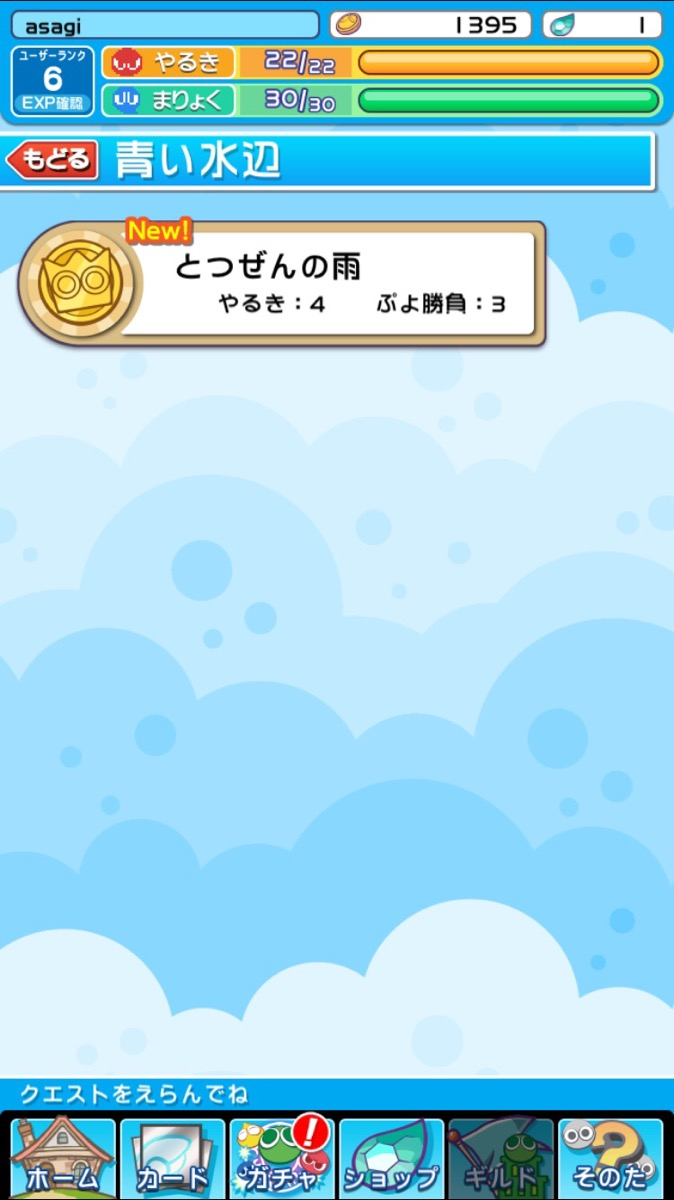 asagi
1395
1
ユーザーランク
6
EXP確認
やるき 22/22
まりょく 30/30
もどる 青い水辺
New!
とつぜんの雨
やるき：4 ぷよ勝負：3
クエストをえらんでね
ホーム カード ガチャ ! ショップ ギルド そのた